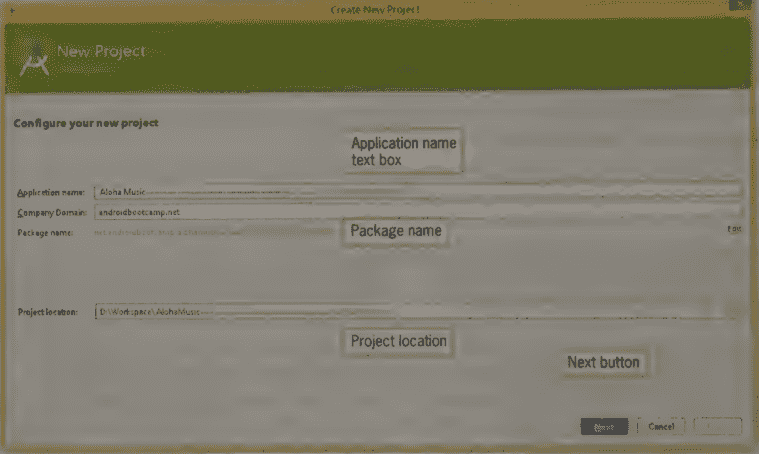 Create New Project
New Project
Configure your new project
Application name
text box
Application name:
Aloha Music
Company Domain:
androidbootcamp.net
Package name:
Package name
Edit
Project location:
D:\Workspace\AlohaMusic
Project location
Next button
Next
Cancel